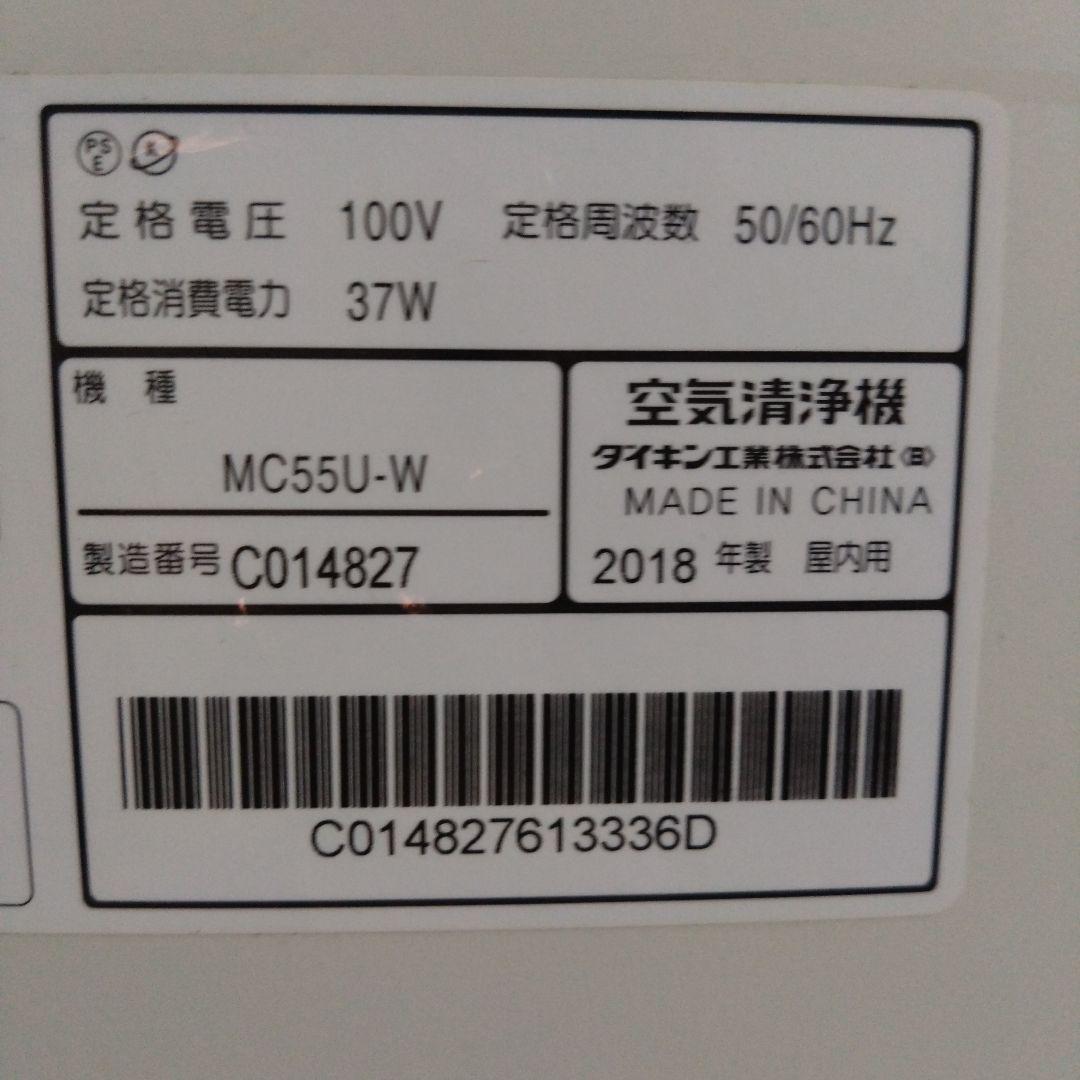 PS
E
定格電圧 100V 定格周波数 50/60Hz
定格消費電力 37W
機 種
MC55U-W
製造番号 C014827
空気清浄機
ダイキン工業株式会社〈日〉
MADE IN CHINA
2018 年製 屋内用
C014827613336D